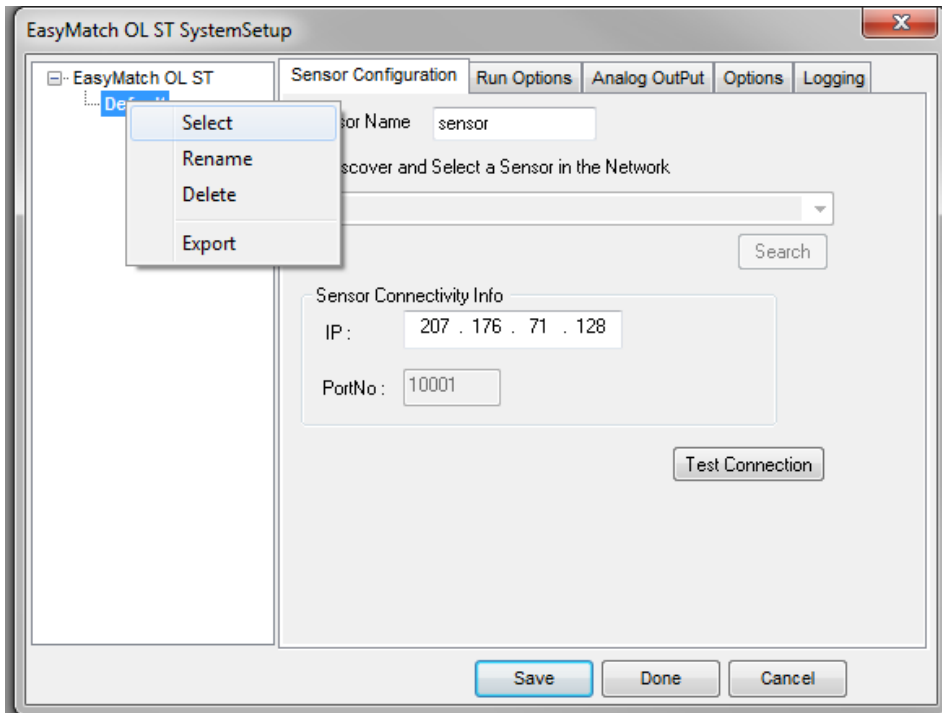 EasyMatch OL ST SystemSetup
EasyMatch OL ST
Select
Rename
Delete
Export
Sensor Configuration
Run Options
Analog OutPut
Options
Logging
Name
sensor
and Select a Sensor in the Network
Search
Sensor Connectivity Info
IP :
207 . 176 . 71 . 128
PortNo :
10001
Test Connection
Save
Done
Cancel